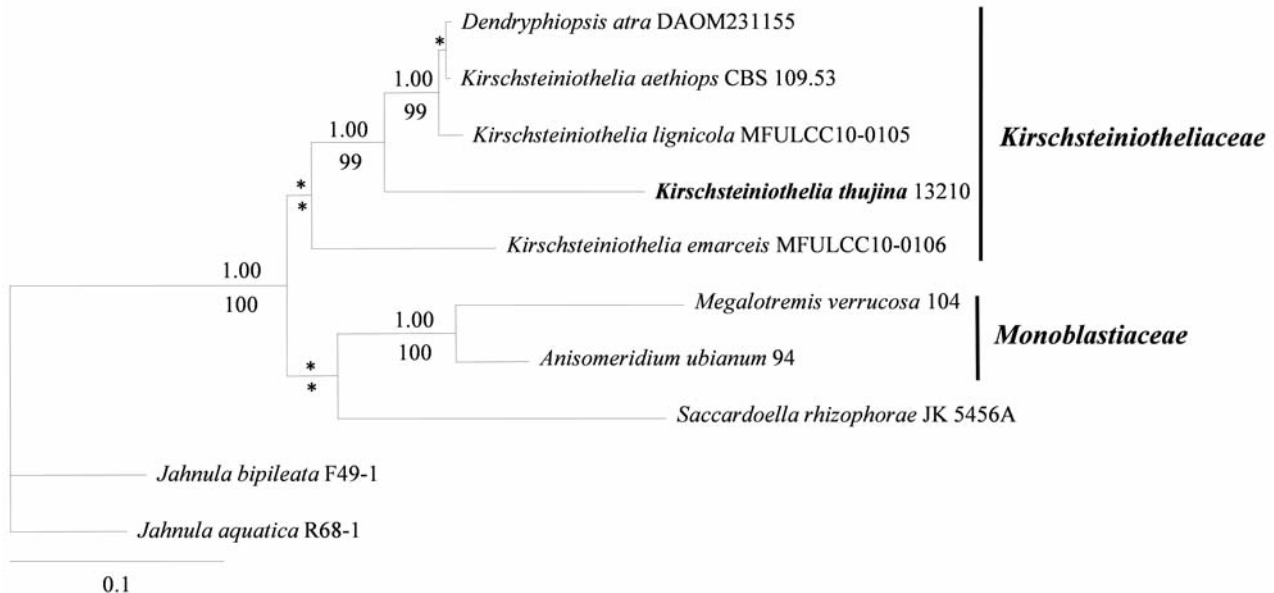 Dendryphiopsis atra DAOM231155
*
Kirschsteiniothelia aethiops CBS 109.53
1.00
99
Kirschsteiniothelia lignicola MFULCC10-0105
1.00
99
Kirschsteiniotheliaceae
Kirschsteiniothelia thujina 13210
*
*
Kirschsteiniothelia emarceis MFULCC10-0106
1.00
100
Megalotremis verrucosa 104
1.00
100
Monoblastiaceae
Anisomeridium ubianum 94
*
*
Saccardoella rhizophorae JK 5456A
Jahnula bipileata F49-1
Jahnula aquatica R68-1
0.1